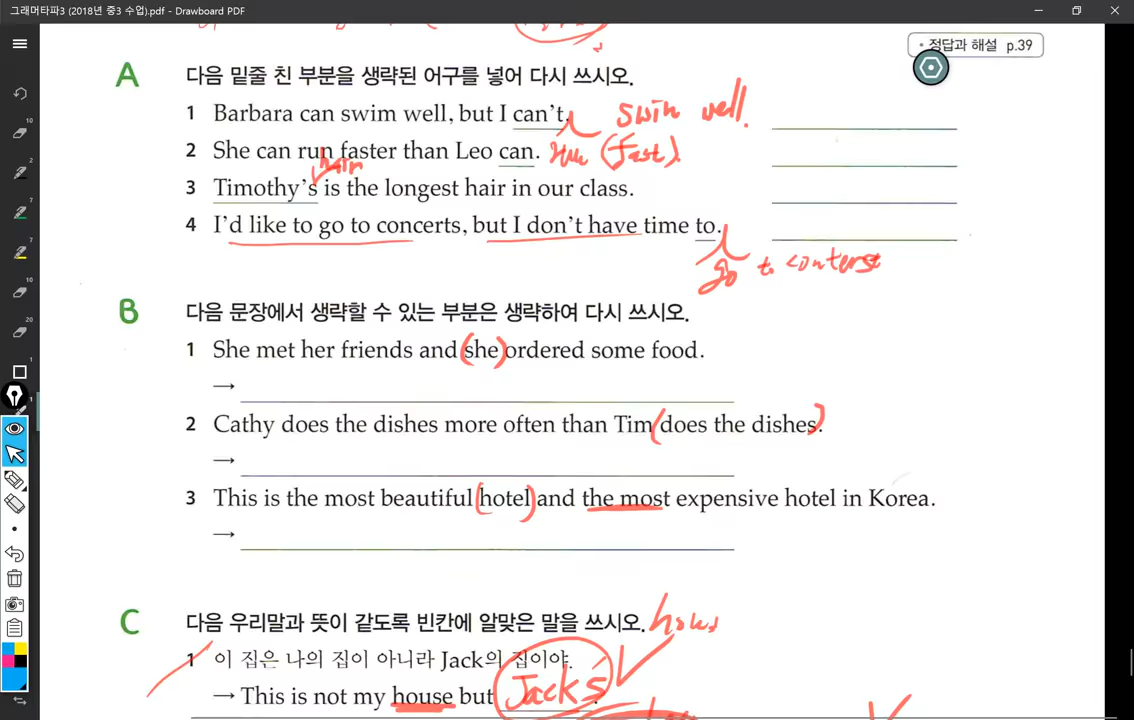 그래머타파3 (2018년 중3 수업).pdf - Drawboard PDF
• 정답과 해설 p.39
A 다음 밑줄 친 부분을 생략된 어구를 넣어 다시 쓰시오.
1 Barbara can swim well, but I can't. swim well.
2 She can run faster than Leo can. run (fast).
hair
3 Timothy's is the longest hair in our class.
4 I'd like to go to concerts, but I don't have time to.
go to
B 다음 문장에서 생략할 수 있는 부분은 생략하여 다시 쓰시오.
1 She met her friends and (she) ordered some food.
→
2 Cathy does the dishes more often than Tim (does the dishes.)
→
3 This is the most beautiful (hotel) and the most expensive hotel in Korea.
→
C 다음 우리말과 뜻이 같도록 빈칸에 알맞은 말을 쓰시오.
1 이 집은 나의 집이 아니라 Jack의 집이야.
→ This is not my house but Jack's.
10
2
7
7
10
20
1
1